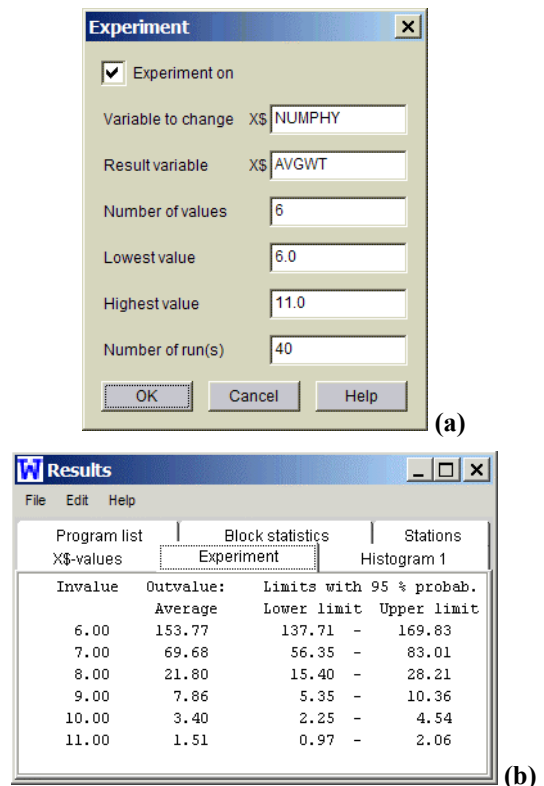 Experiment
Experiment on
Variable to change X$ NUMPHY
Result variable X$ AVGWT
Number of values 6
Lowest value 6.0
Highest value 11.0
Number of run(s) 40
OK Cancel Help
(a)
W Results
File Edit Help
Program list Block statistics Stations
X$-values Experiment Histogram 1
Invalue Outvalue: Limits with 95 % probab.
Average Lower limit Upper limit
6.00 153.77 137.71 - 169.83
7.00 69.68 56.35 - 83.01
8.00 21.80 15.40 - 28.21
9.00 7.86 5.35 - 10.36
10.00 3.40 2.25 - 4.54
11.00 1.51 0.97 - 2.06
(b)